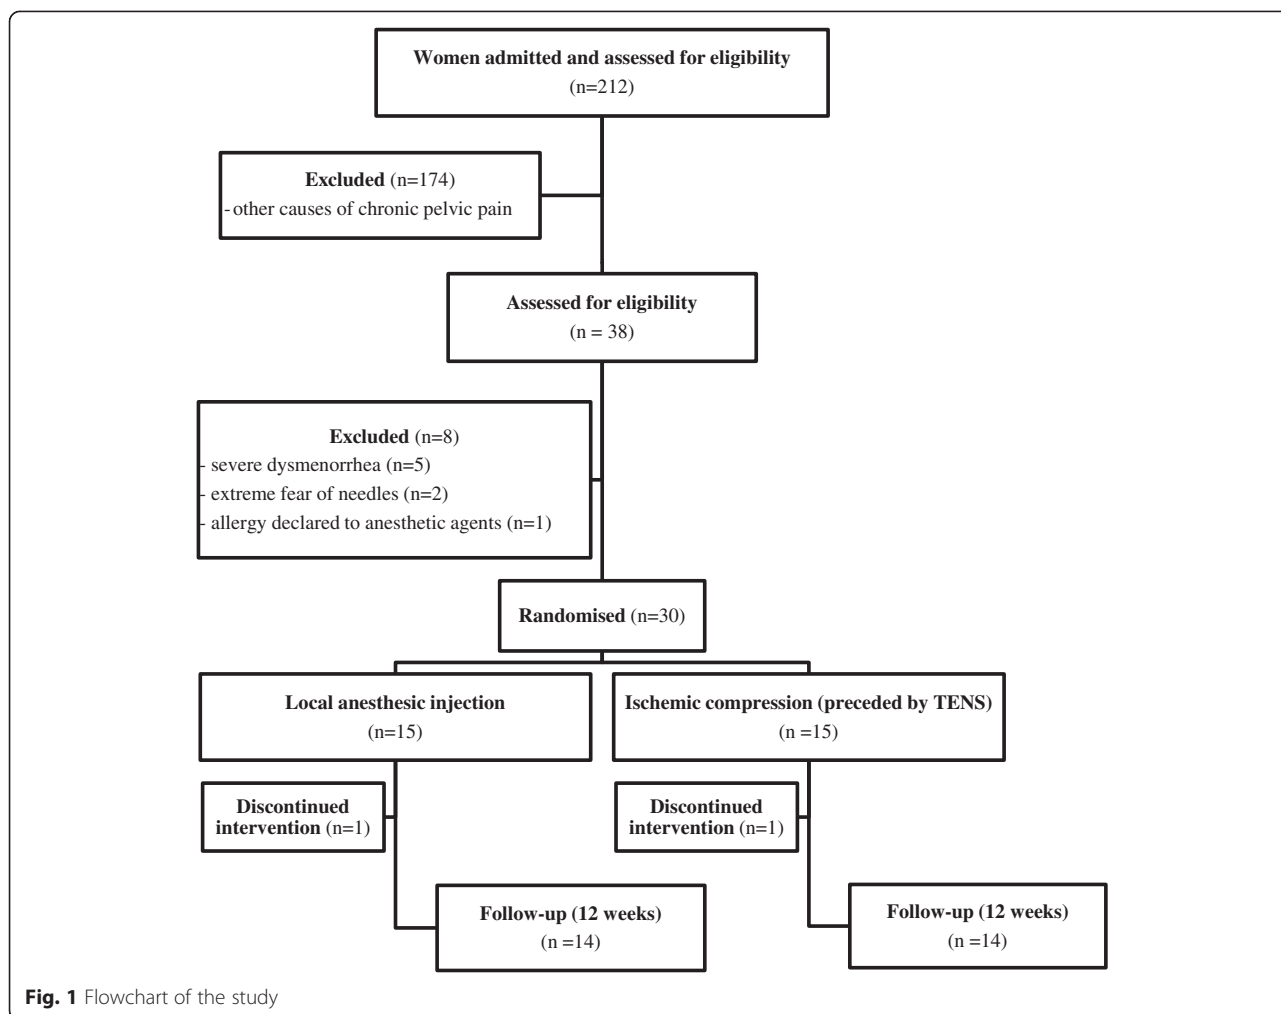 Women admitted and assessed for eligibility
(n=212)
Excluded (n=174)
-other causes of chronic pelvic pain
Assessed for eligibility
(n = 38)
Excluded (n=8)
- severe dysmenorrhea (n=5)
- extreme fear of needles (n=2)
- allergy declared to anesthetic agents (n=1)
Randomised (n=30)
Local anesthesic injection
(n=15)
Ischemic compression (preceded by TENS)
(n =15)
Discontinued
intervention (n=1)
Discontinued
intervention (n=1)
Follow-up (12 weeks)
(n =14)
Follow-up (12 weeks)
(n =14)
Fig. 1 Flowchart of the study